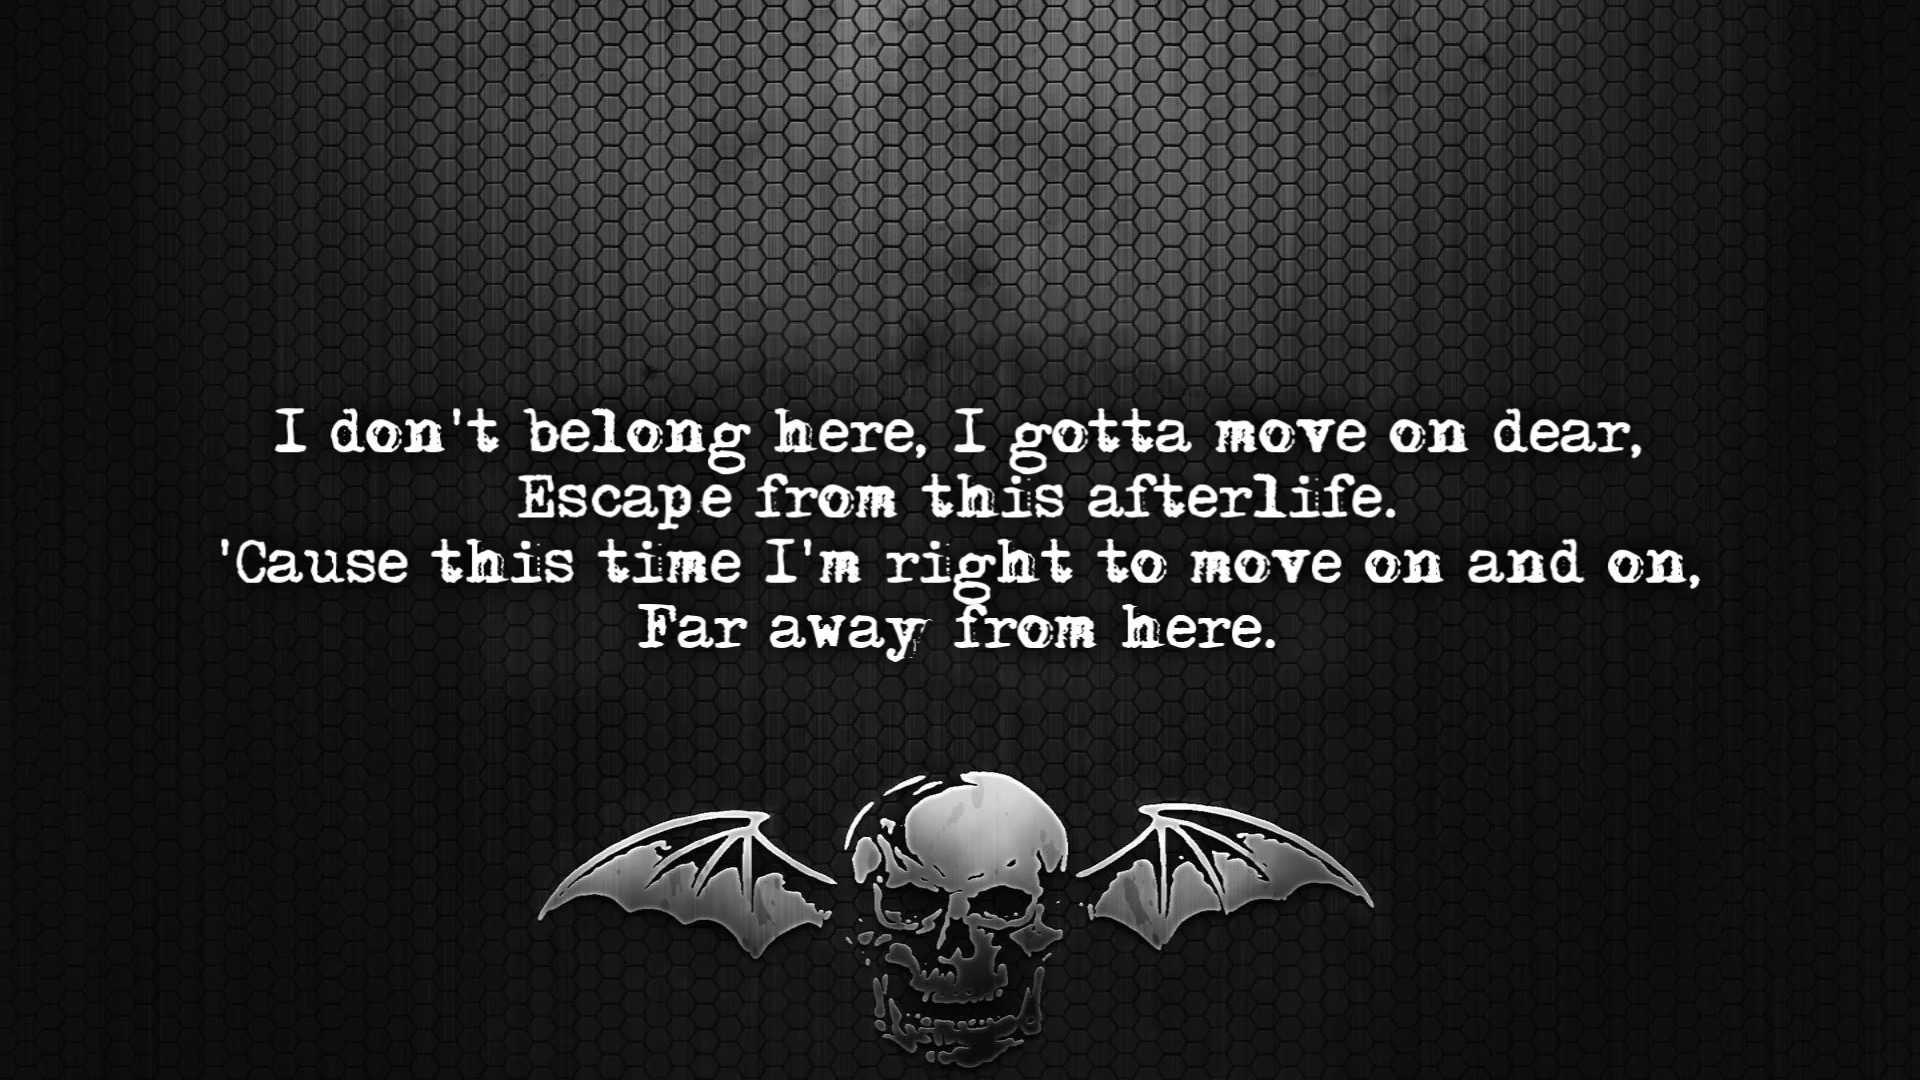 I don't belong here, I gotta move on dear,
Escape from this afterlife.
'Cause this time I'm right to move on and on,
Far away from here.